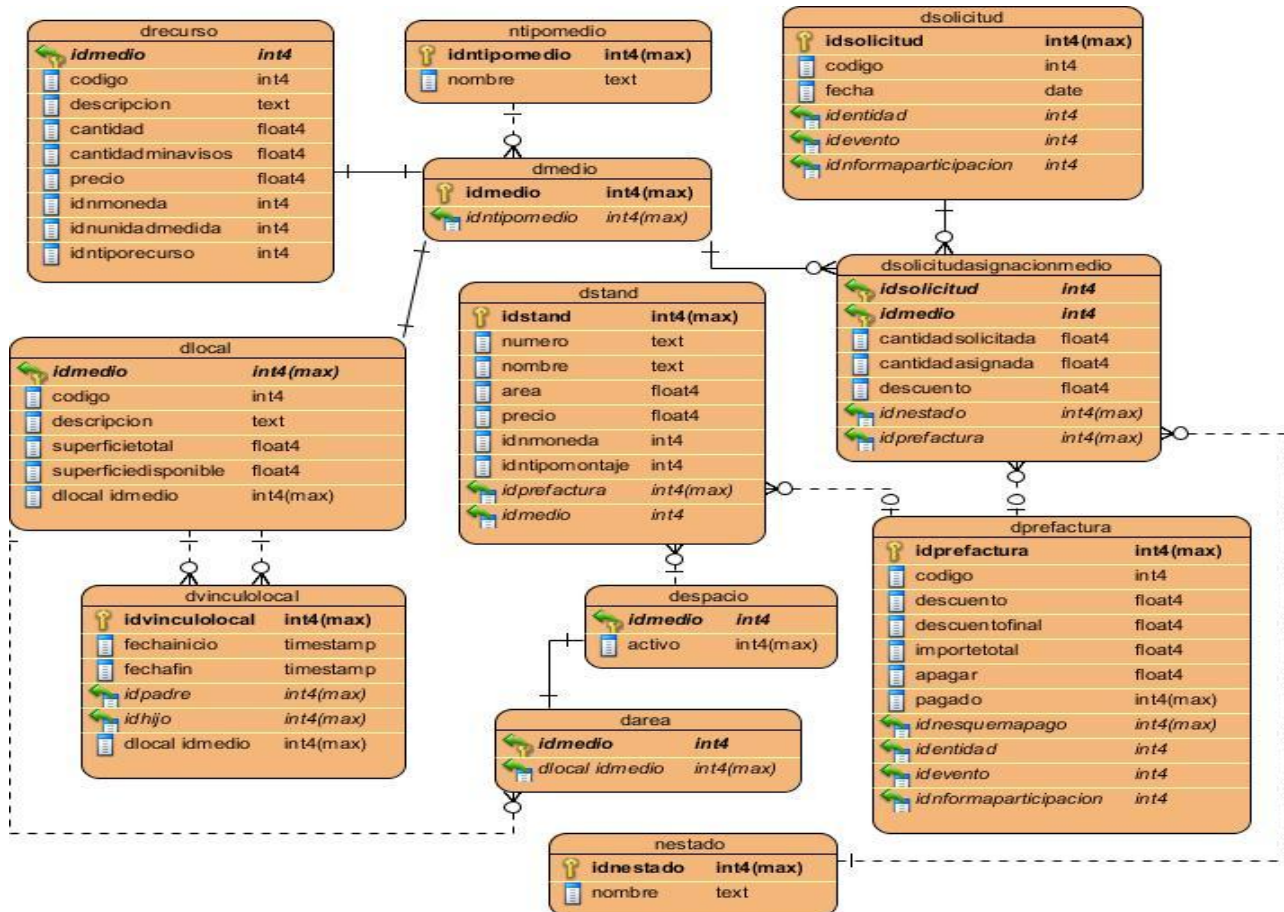 drecurso
idmedio int4
codigo int4
descripcion text
cantidad float4
cantidadminavisos float4
precio float4
idnmoneda int4
idnunidadmedida int4
idntiporecurso int4
ntipomedio
idntipomedio int4(max)
nombre text
dsolicitud
idsolicitud int4(max)
codigo int4
fecha date
identidad int4
idevento int4
idnformaparticipacion int4
dmedio
idmedio int4(max)
idntipomedio int4(max)
dsolicitudasignacionmedio
idsolicitud int4
idmedio int4
cantidadsolicitada float4
cantidadasignada float4
descuento float4
idnestado int4(max)
idprefactura int4(max)
dstand
idstand int4(max)
numero text
nombre text
area float4
precio float4
idnmoneda int4
idntipomontaje int4
idprefactura int4(max)
idmedio int4
dlocal
idmedio int4(max)
codigo int4
descripcion text
superficietotal float4
superficiedisponible float4
dlocal idmedio int4(max)
dvinculolocal
idvinculolocal int4(max)
fechainicio timestamp
fechafin timestamp
idpadre int4(max)
idhijo int4(max)
dlocal idmedio int4(max)
despacio
idmedio int4
activo int4(max)
dprefactura
idprefactura int4(max)
codigo int4
descuento float4
descuentofinal float4
importetotal float4
apagar float4
pagado int4(max)
idnesquemapago int4(max)
identidad int4
idevento int4
idnformaparticipacion int4
darea
idmedio int4
dlocal idmedio int4(max)
nestado
idnestado int4(max)
nombre text